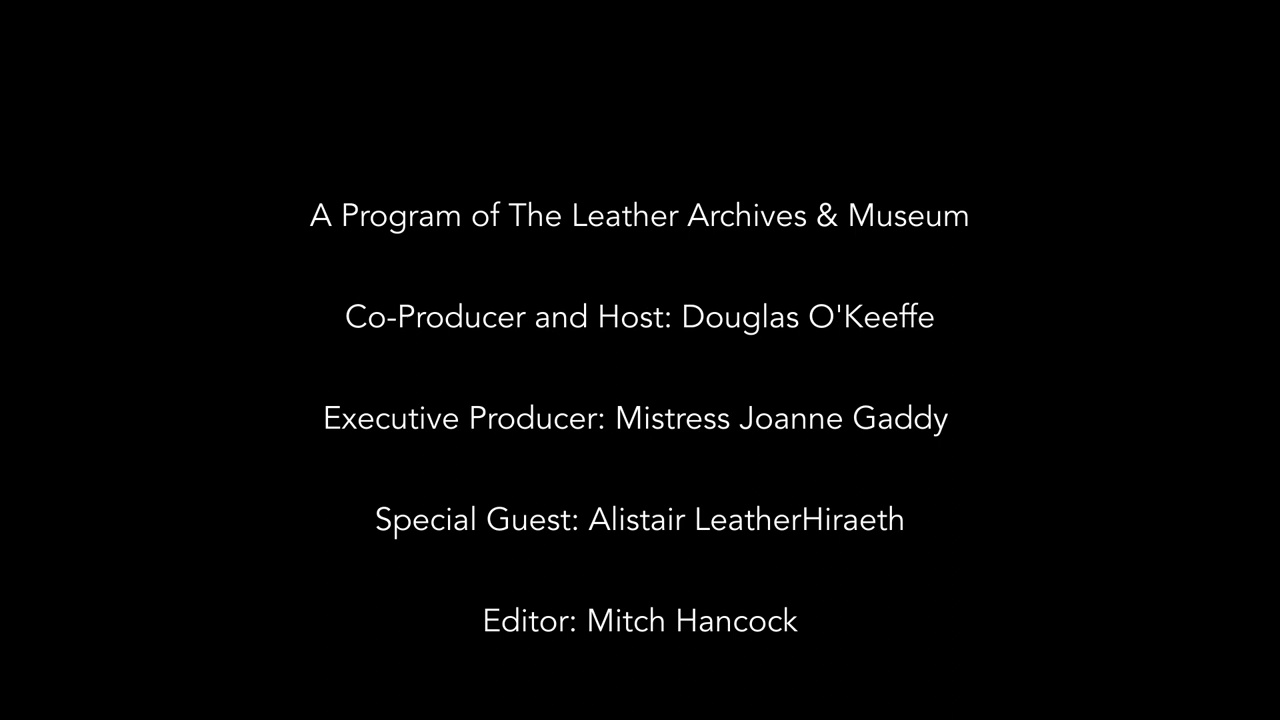 A Program of The Leather Archives & Museum
Co-Producer and Host: Douglas O'Keeffe
Executive Producer: Mistress Joanne Gaddy
Special Guest: Alistair LeatherHiraeth
Editor: Mitch Hancock